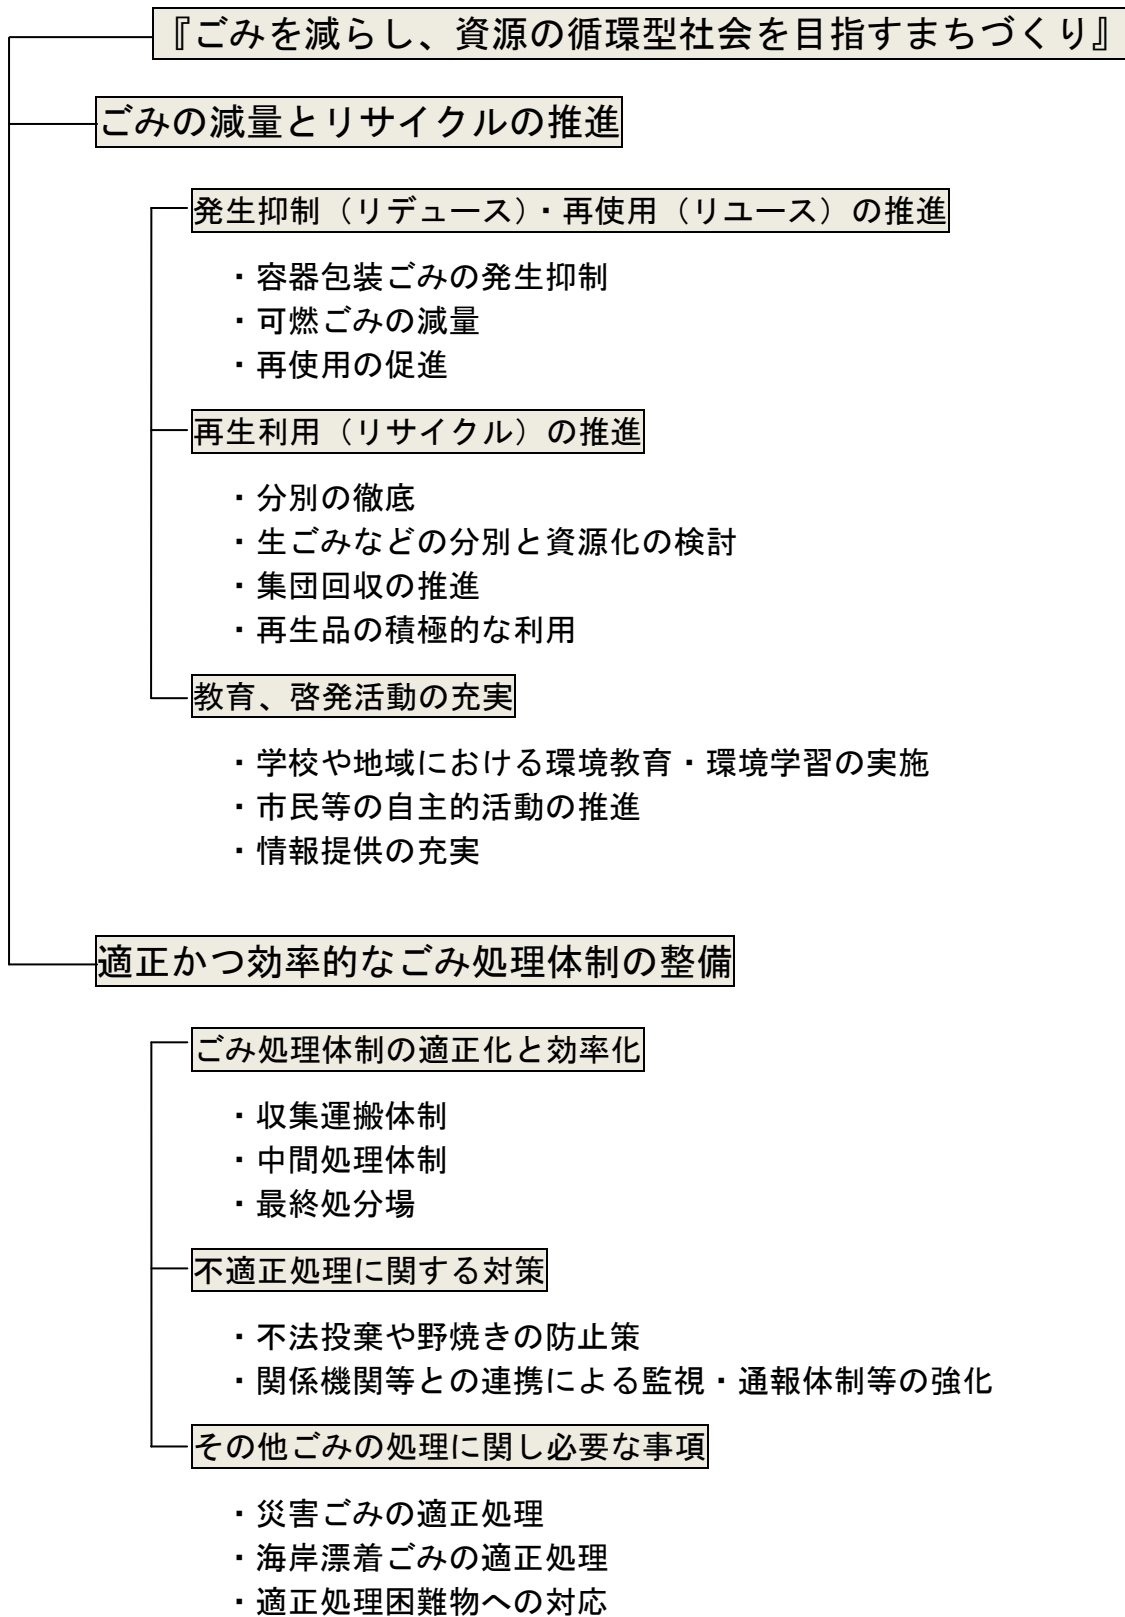 『ごみを減らし、資源の循環型社会を目指すまちづくり』
ごみの減量とリサイクルの推進
発生抑制（リデュース）・再使用（リユース）の推進
・容器包装ごみの発生抑制
・可燃ごみの減量
・再使用の促進
再生利用（リサイクル）の推進
・分別の徹底
・生ごみなどの分別と資源化の検討
・集団回収の推進
・再生品の積極的な利用
教育、啓発活動の充実
・学校や地域における環境教育・環境学習の実施
・市民等の自主的活動の推進
・情報提供の充実
適正かつ効率的なごみ処理体制の整備
ごみ処理体制の適正化と効率化
・収集運搬体制
・中間処理体制
・最終処分場
不適正処理に関する対策
・不法投棄や野焼きの防止策
・関係機関等との連携による監視・通報体制等の強化
その他ごみの処理に関し必要な事項
・災害ごみの適正処理
・海岸漂着ごみの適正処理
・適正処理困難物への対応